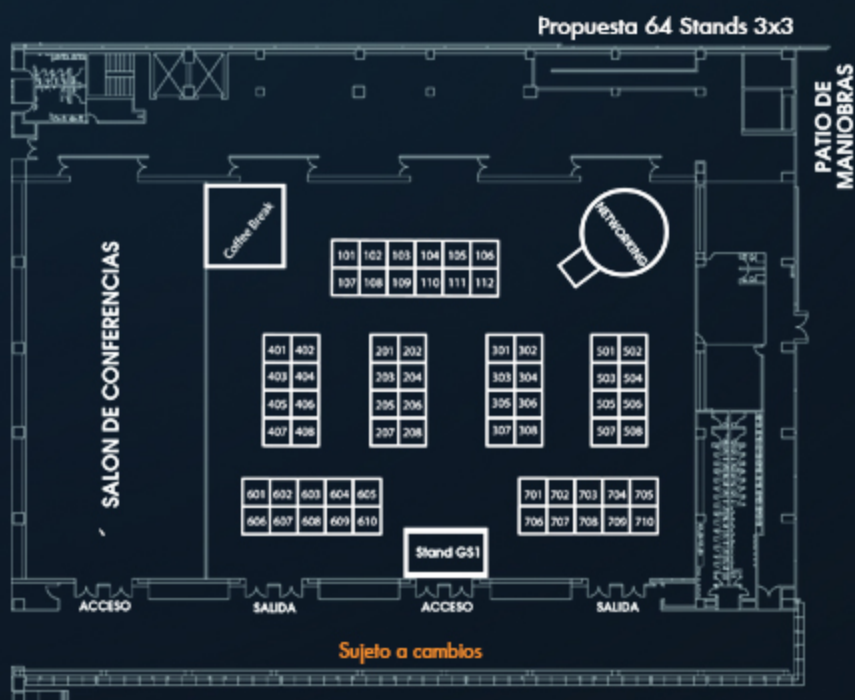 Propuesta 64 Stands 3x3
PATIO DE
MANIOBRAS
Coffee Break
NETWORKING
SALON DE CONFERENCIAS
101 102 103 104 105 106
107 108 109 110 111 112
401 402
403 404
405 406
407 408
201 202
203 204
205 206
207 208
301 302
303 304
305 306
307 308
501 502
503 504
505 506
507 508
601 602 603 604 605
606 607 608 609 610
701 702 703 704 705
706 707 708 709 710
Stand GS1
ACCESO
SALIDA
ACCESO
SALIDA
Sujeto a cambios